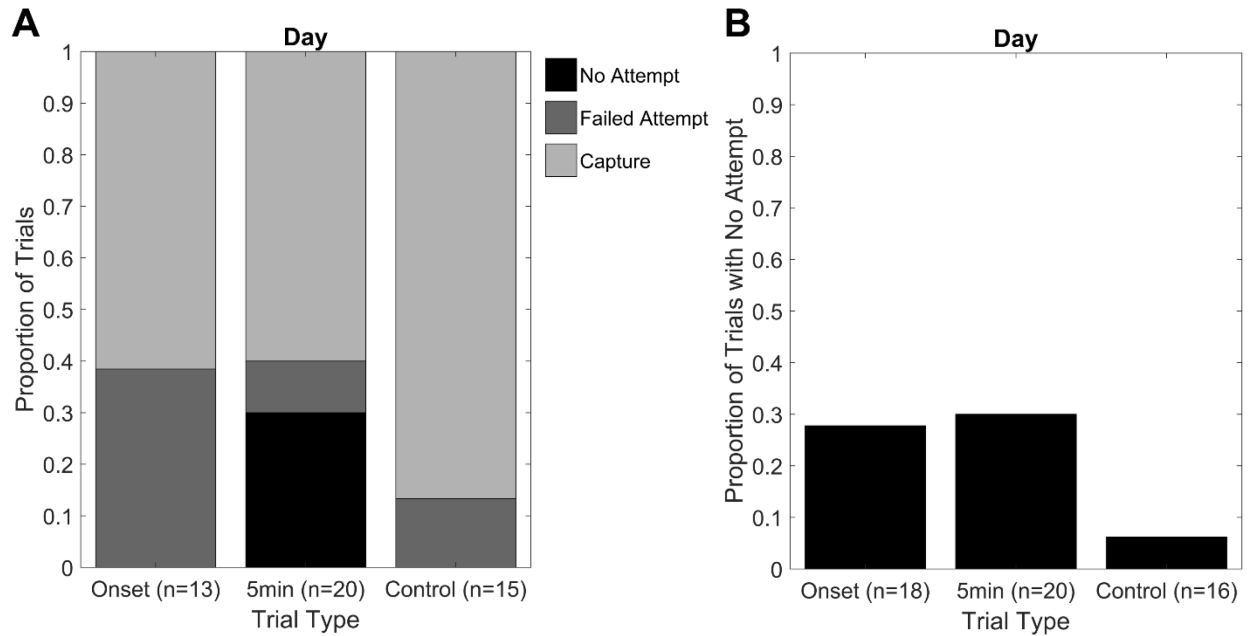 A
Day
1
0.9
0.8
0.7
0.6
0.5
0.4
0.3
0.2
0.1
0
Proportion of Trials
Onset (n=13) 5min (n=20) Control (n=15)
Trial Type
No Attempt
Failed Attempt
Capture
B
Day
1
0.9
0.8
0.7
0.6
0.5
0.4
0.3
0.2
0.1
0
Proportion of Trials with No Attempt
Onset (n=18) 5min (n=20) Control (n=16)
Trial Type